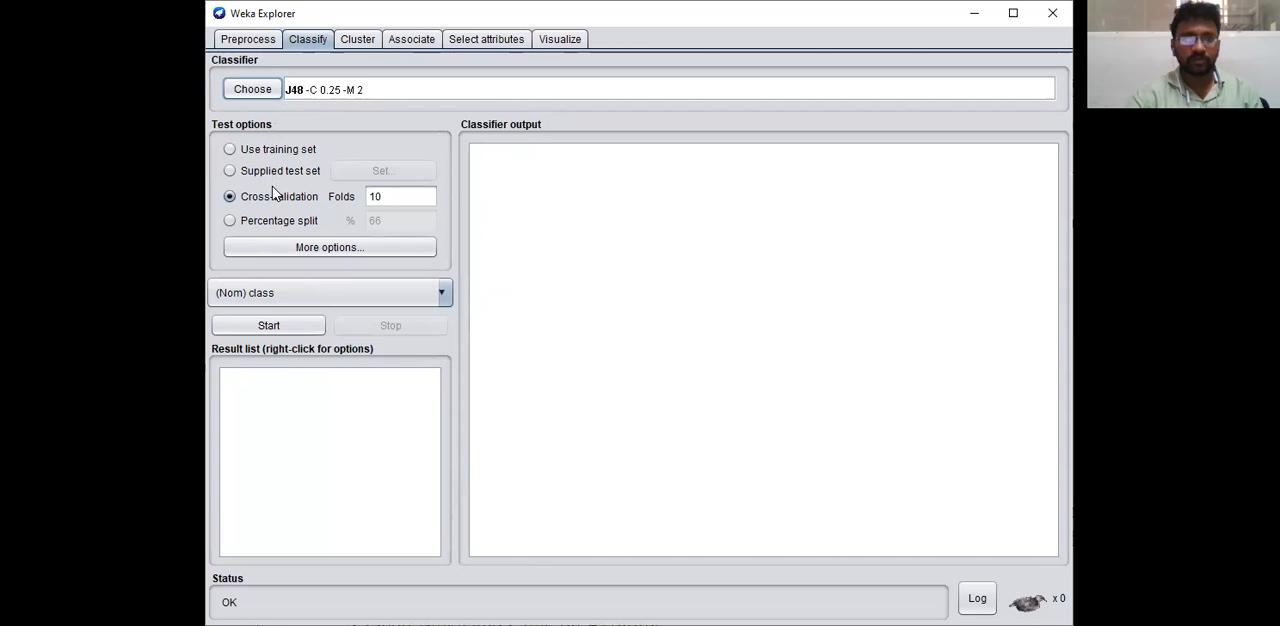 Weka Explorer
Preprocess Classify Cluster Associate Select attributes Visualize
Classifier
Choose J48 -C 0.25 -M 2
Test options
Use training set
Supplied test set Set...
Cross-validation Folds 10
Percentage split % 66
More options...
(Nom) class
Start Stop
Result list (right-click for options)
Classifier output
Status
OK
Log x 0